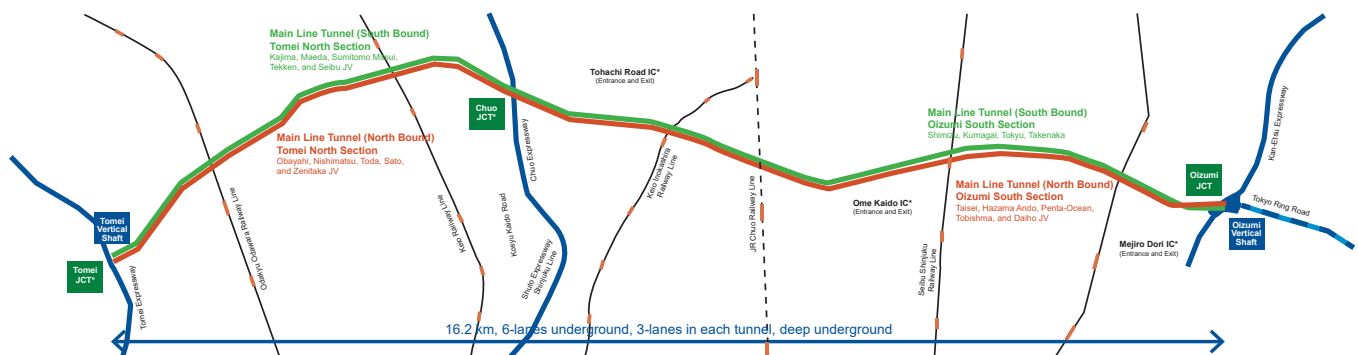 Main Line Tunnel (South Bound)
Tomei North Section
Kajima, Maeda, Sumitomo Mitsui,
Tekken, and Seibu JV
Main Line Tunnel (North Bound)
Tomei North Section
Obayahi, Nishimatsu, Toda, Sato,
and Zenitaka JV
Tomei
Vertical
Shaft
Tomei
JCT*
Tomei Expressway
Odakyu Odawara Railway Line
Keio Railway Line
Chuo
JCT*
Chuo Expressway
Kosyu Kaido Road
Shuto Expressway
Shinjuku Line
Tohachi Road IC*
(Entrance and Exit)
Keio Inokashira
Railway Line
JR Chuo Railway Line
Ome Kaido IC*
(Entrance and Exit)
Seibu Shinjuku
Railway Line
Main Line Tunnel (South Bound)
Oizumi South Section
Shimizu, Kumagai, Tokyu, Takenaka
Main Line Tunnel (North Bound)
Oizumi South Section
Taisei, Hazama Ando, Penta-Ocean,
Tobishma, and Daiho JV
Mejiro Dori IC*
(Entrance and Exit)
Oizumi
JCT
Kan-Etsu Expressway
Tokyo Ring Road
Oizumi
Vertical
Shaft
16.2 km, 6-lanes underground, 3-lanes in each tunnel, deep underground